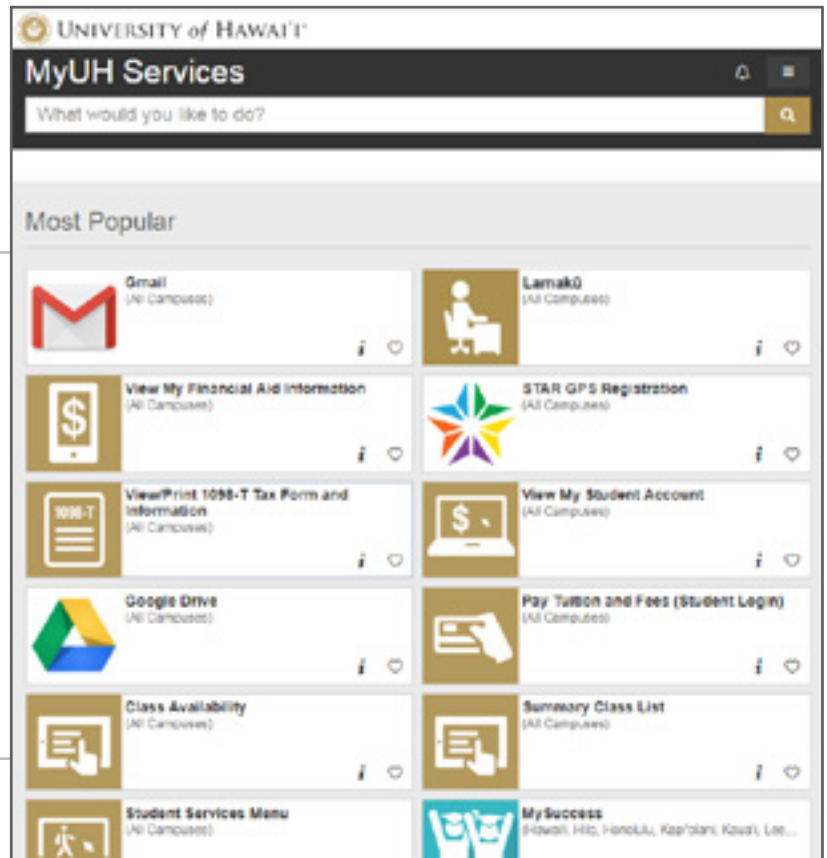 UNIVERSITY of HAWAI'I
MyUH Services
What would you like to do?
Most Popular
Gmail
(All Campuses)
Lamakū
(All Campuses)
View My Financial Aid Information
(All Campuses)
STAR GPS Registration
(All Campuses)
View/Print 1098-T Tax Form and
Information
(All Campuses)
1098-T
View My Student Account
(All Campuses)
Google Drive
(All Campuses)
Pay Tuition and Fees (Student Login)
(All Campuses)
Class Availability
(All Campuses)
Summary Class List
(All Campuses)
Student Services Menu
(All Campuses)
MySuccess
(Hawaii, Hilo, Honolulu, Kap'olani, Kaua'i, Lee...